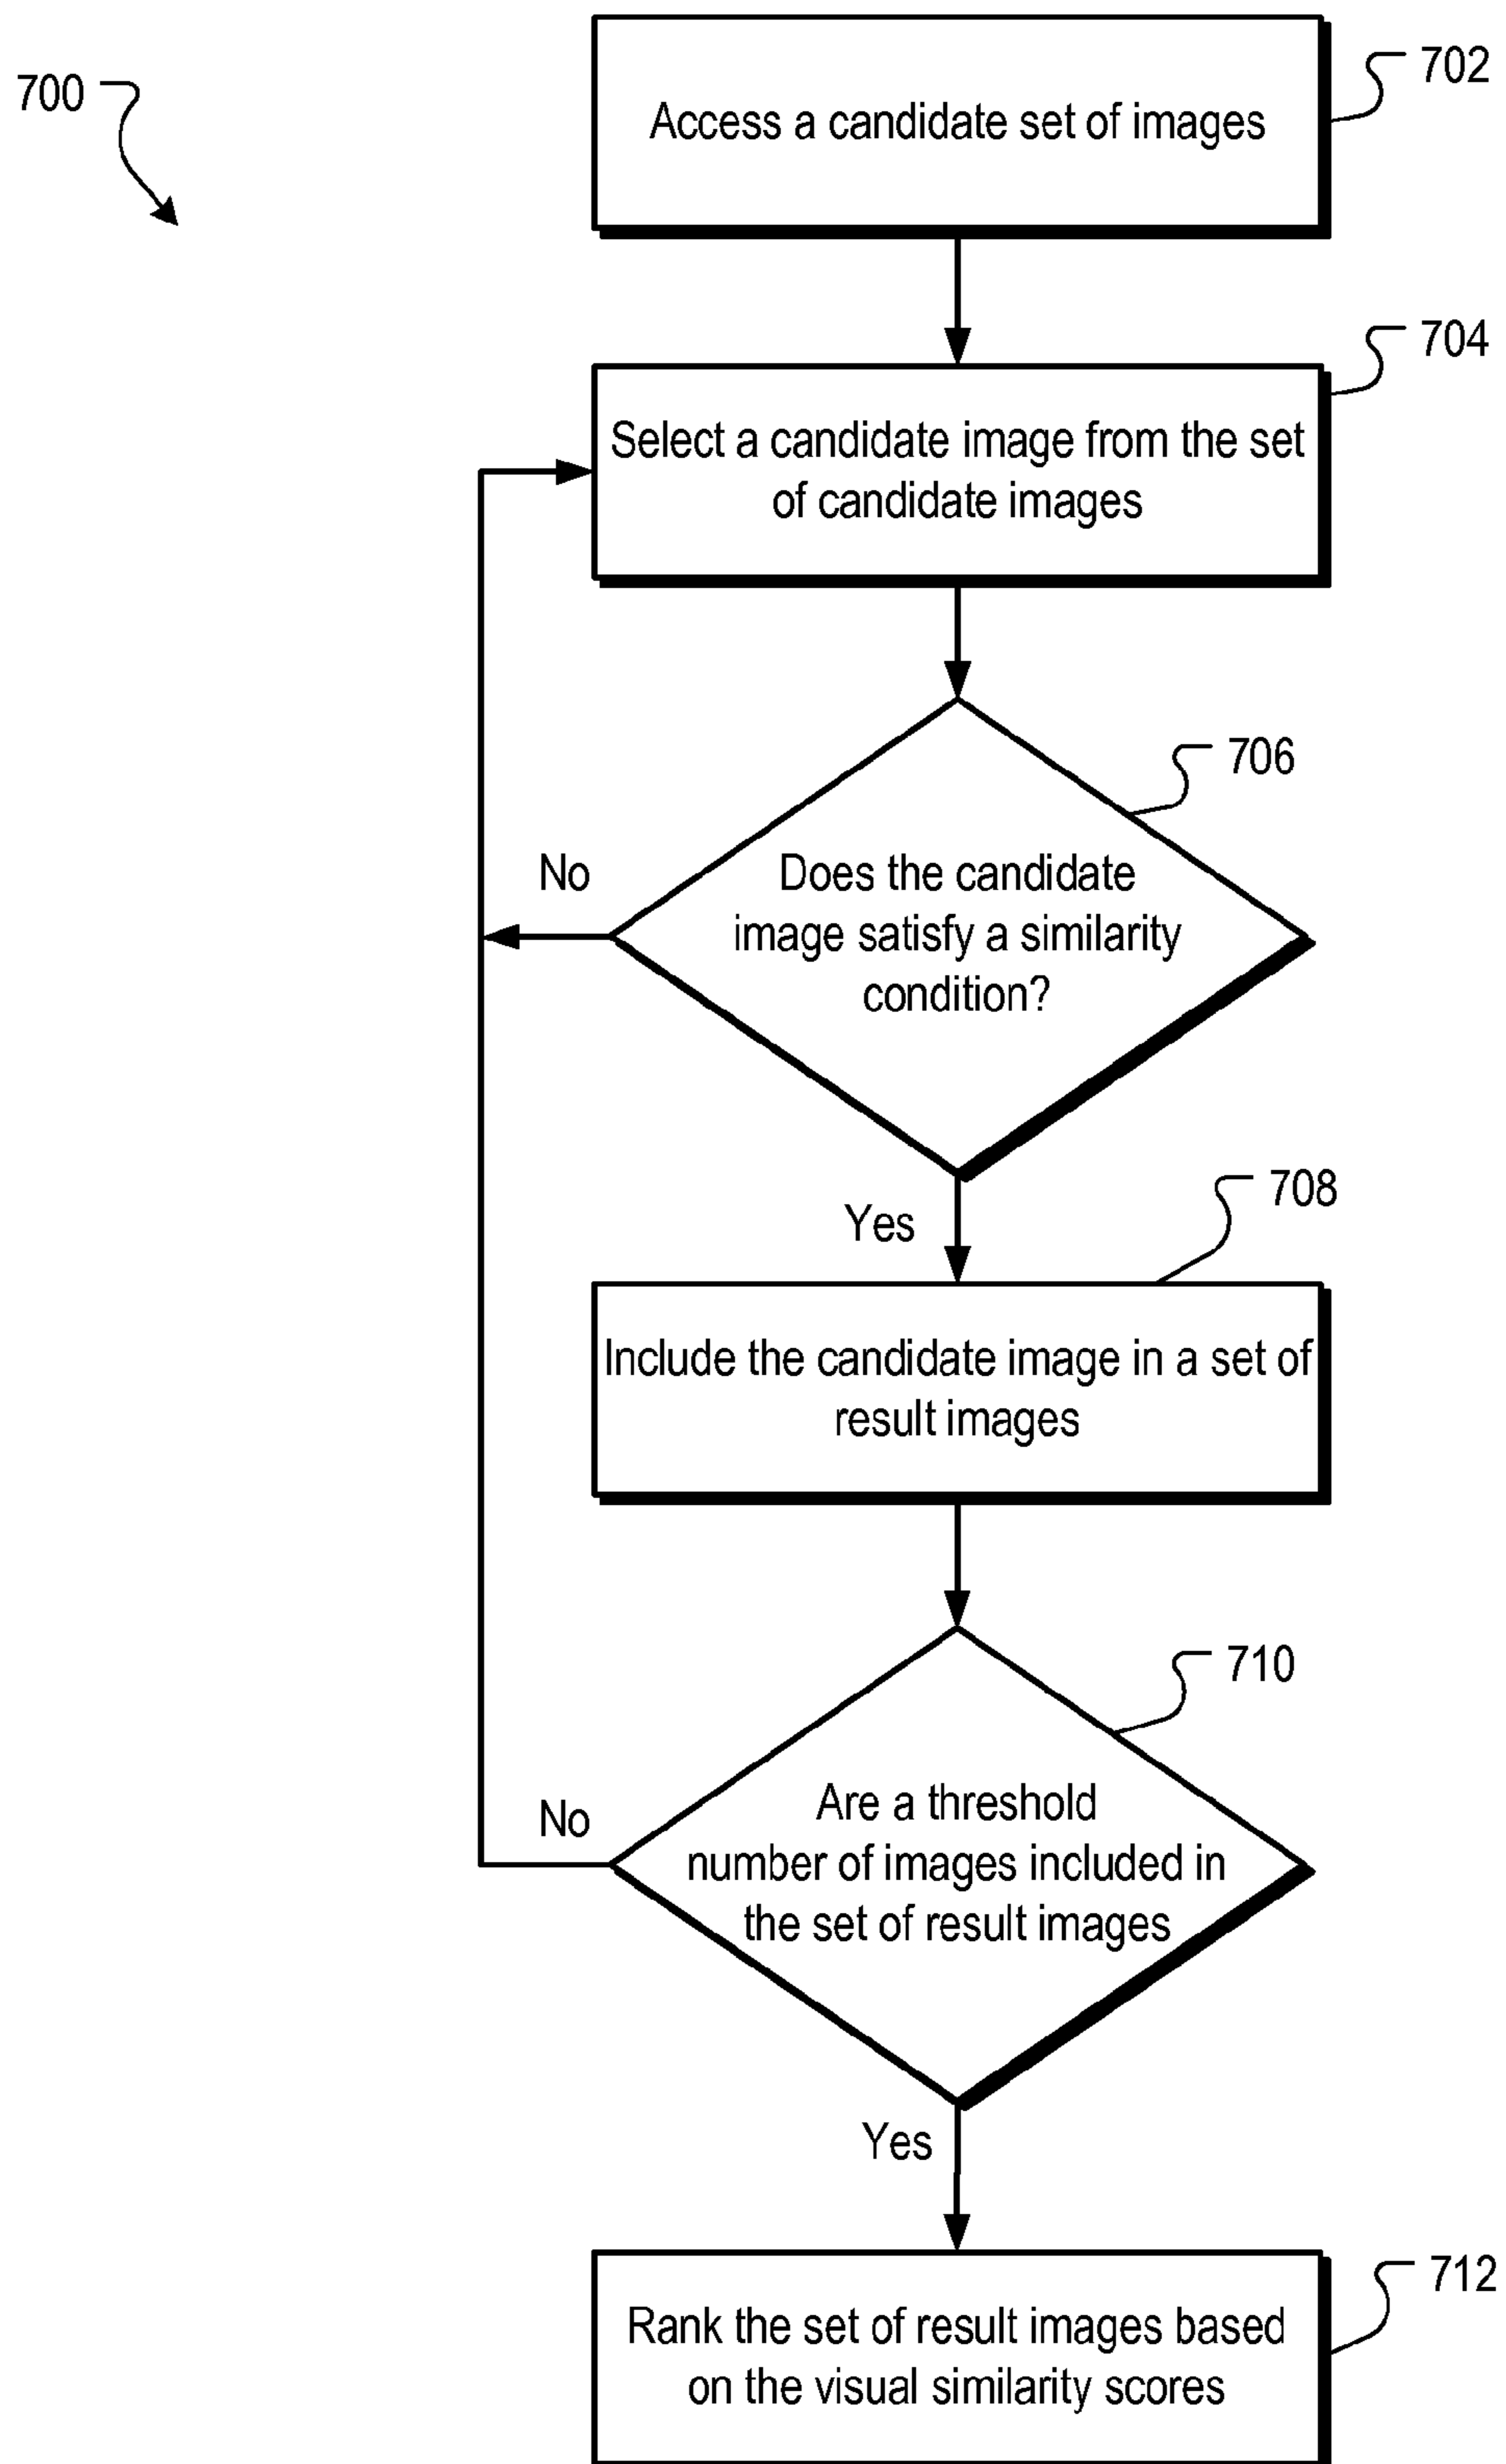 700
702
Access a candidate set of images
704
Select a candidate image from the set
of candidate images
706
No
Does the candidate
image satisfy a similarity
condition?
Yes
708
Include the candidate image in a set of
result images
710
No
Are a threshold
number of images included in
the set of result images
Yes
712
Rank the set of result images based
on the visual similarity scores